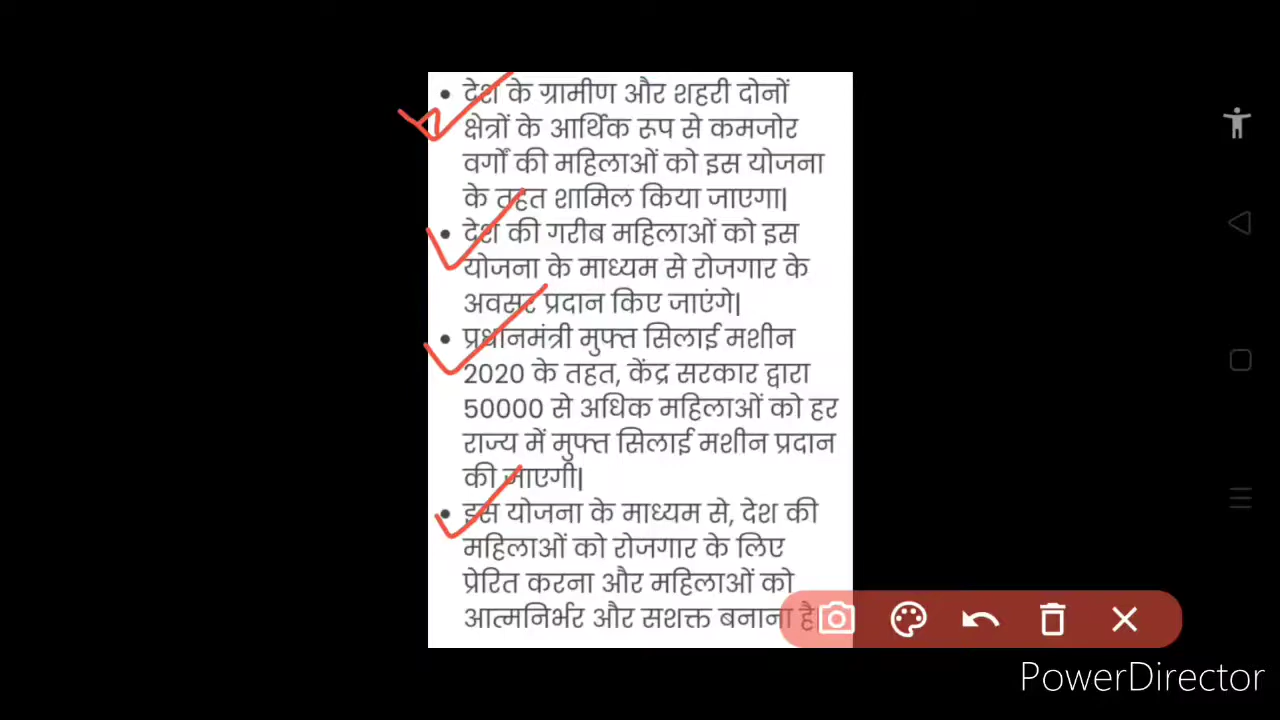 • देश के ग्रामीण और शहरी दोनों
क्षेत्रों के आर्थिक रूप से कमजोर
वर्गों की महिलाओं को इस योजना
के तहत शामिल किया जाएगा|
• देश की गरीब महिलाओं को इस
योजना के माध्यम से रोजगार के
अवसर प्रदान किए जाएंगे|
• प्रधानमंत्री मुफ्त सिलाई मशीन
2020 के तहत, केंद्र सरकार द्वारा
50000 से अधिक महिलाओं को हर
राज्य में मुफ्त सिलाई मशीन प्रदान
की जाएगी|
• इस योजना के माध्यम से, देश की
महिलाओं को रोजगार के लिए
प्रेरित करना और महिलाओं को
आत्मनिर्भर और सशक्त बनाना है|
PowerDirector